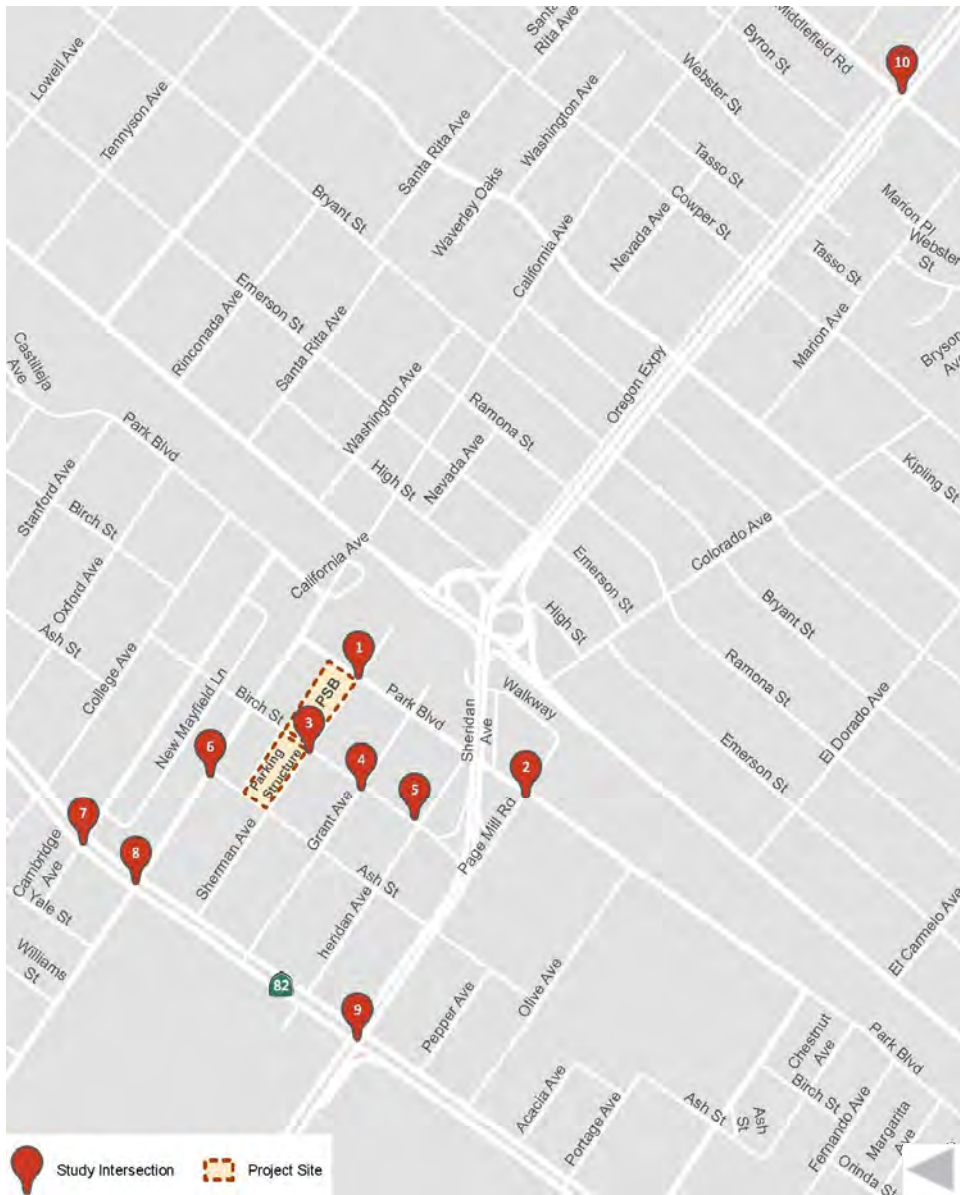 Lowell Ave
Tennyson Ave
Santa
Rita Ave
Middlefield Rd
Byron St
10
Webster St
Santa Rita Ave
Washington Ave
Tasso St
Bryant St
Waverley Oaks
Nevada Ave
Cowper St
Marion Pl
Webster
St
California Ave
Tasso St
Emerson St
Rinconada Ave
Santa Rita Ave
Marion Ave
Bryson
Ave
Castilleja
Ave
Oregon Expy
Washington Ave
Park Blvd
Ramona St
High St
Nevada Ave
Kipling St
Stanford Ave
Birch St
California Ave
Colorado Ave
Oxford Ave
Emerson St
High St
Bryant St
Ash St
College Ave
New Mayfield Ln
1
PSB
Park Blvd
Walkway
Ramona St
Birch St
Sheridan
Ave
El Dorado Ave
3
6
Parking
Structure
4
2
Emerson St
5
7
8
Cambridge
Ave
Grant Ave
Page Mill Rd
Sherman Ave
Ash St
Yale St
heridan Ave
El Carmelo Ave
Williams
St
82
Olive Ave
9
Pepper Ave
Chestnut
Ave
Park Blvd
Birch St
Acacia Ave
Portage Ave
Ash St
Ash
St
Fernando Ave
Margarita
Ave
Orinda St
Study Intersection
Project Site